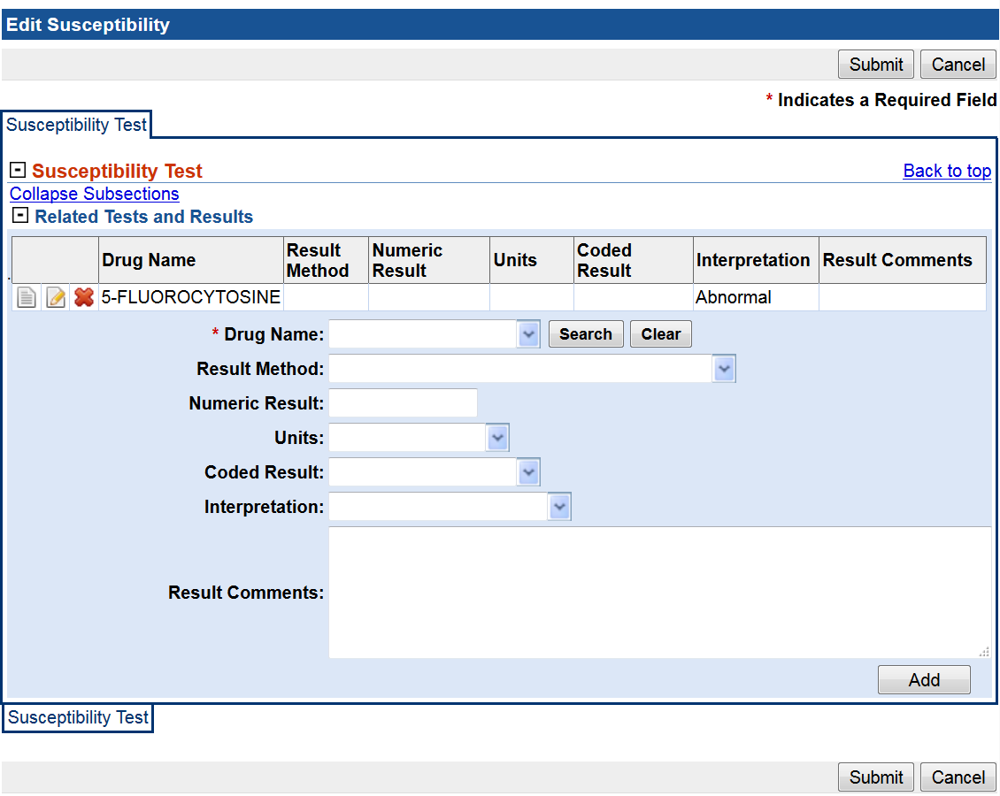 Edit Susceptibility
Submit Cancel
* Indicates a Required Field
Susceptibility Test
Susceptibility Test Back to top
Collapse Subsections
Related Tests and Results
Drug Name Result Method Numeric Result Units Coded Result Interpretation Result Comments
5-FLUOROCYTOSINE Abnormal
* Drug Name: Search Clear
Result Method:
Numeric Result:
Units:
Coded Result:
Interpretation:
Result Comments:
Add
Susceptibility Test
Submit Cancel